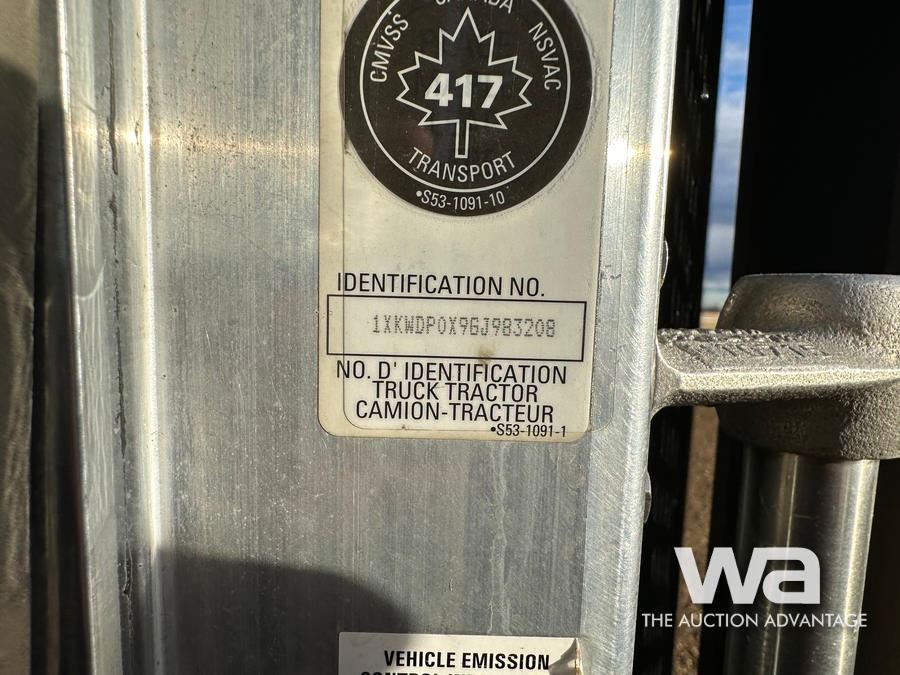 CANADA
CMVSS
NSVAC
417
TRANSPORT
•S53-1091-10
IDENTIFICATION NO.
1XKWDP0X9GJ983208
NO. D' IDENTIFICATION
TRUCK TRACTOR
CAMION-TRACTEUR
•S53-1091-1
wa
THE AUCTION ADVANTAGE
VEHICLE EMISSION